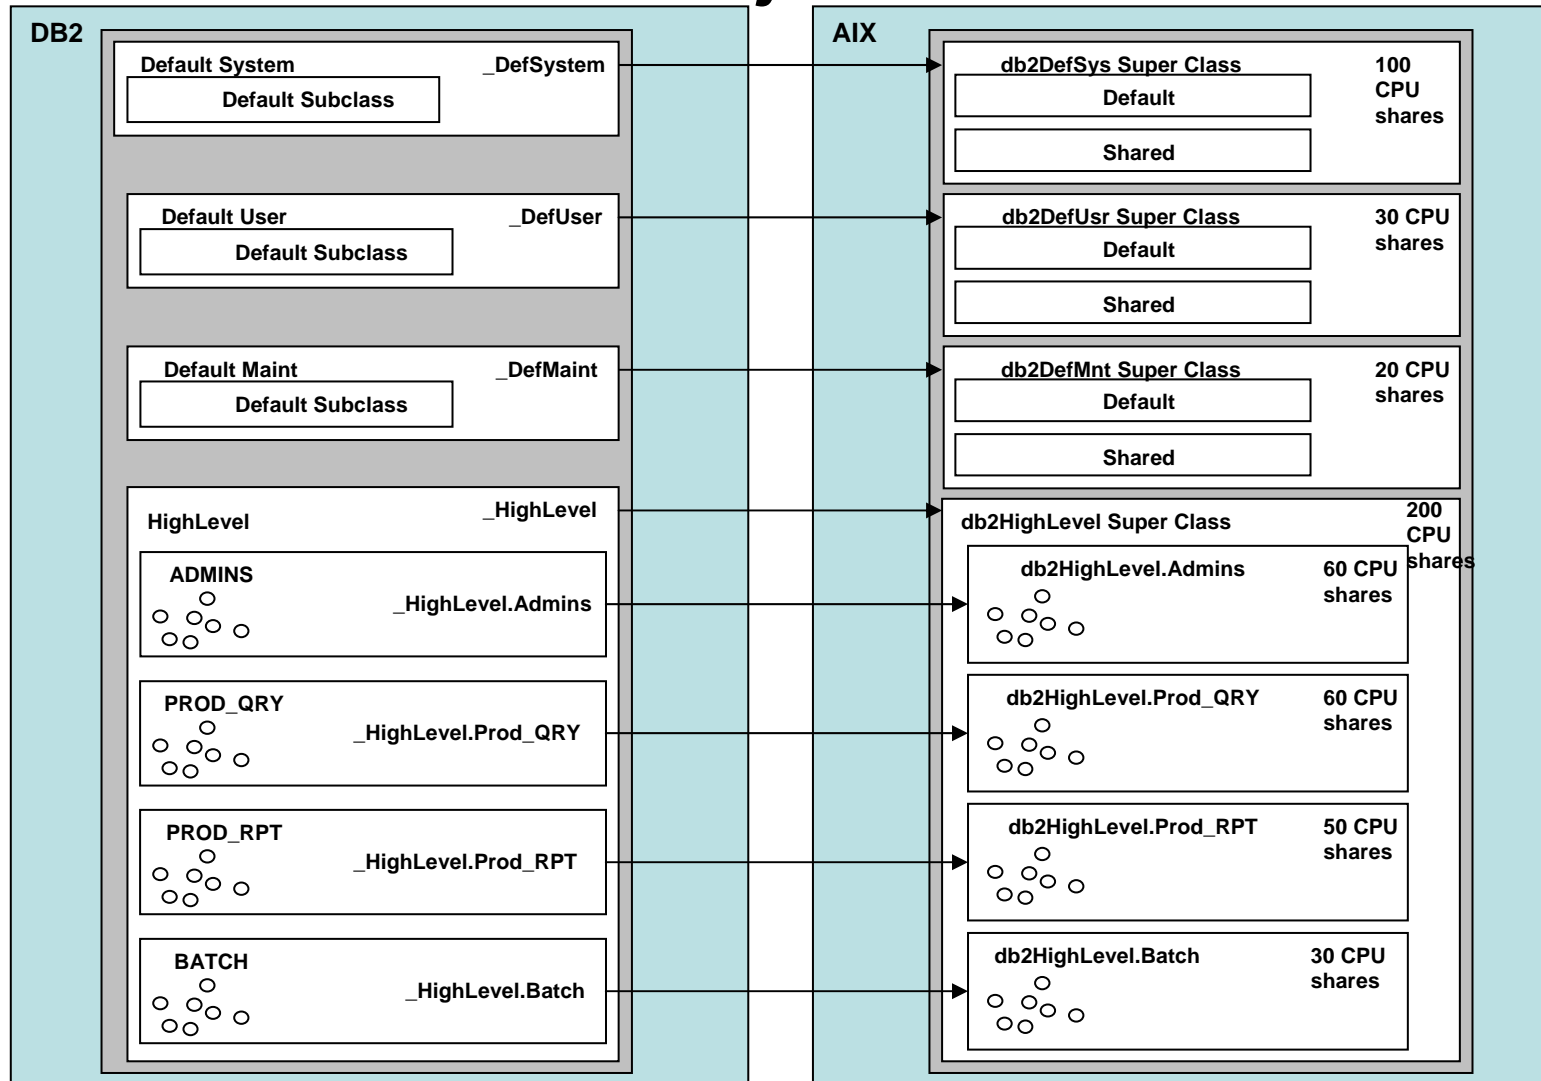 DB2
Default System
_DefSystem
Default Subclass
Default User
_DefUser
Default Subclass
Default Maint
_DefMaint
Default Subclass
HighLevel
_HighLevel
ADMINS
_HighLevel.Admins
PROD_QRY
_HighLevel.Prod_QRY
PROD_RPT
_HighLevel.Prod_RPT
BATCH
_HighLevel.Batch
AIX
db2DefSys Super Class
100
CPU
shares
Default
Shared
db2DefUsr Super Class
30 CPU
shares
Default
Shared
db2DefMnt Super Class
20 CPU
shares
Default
Shared
db2HighLevel Super Class
200
CPU
shares
db2HighLevel.Admins
60 CPU
shares
db2HighLevel.Prod_QRY
60 CPU
shares
db2HighLevel.Prod_RPT
50 CPU
shares
db2HighLevel.Batch
30 CPU
shares